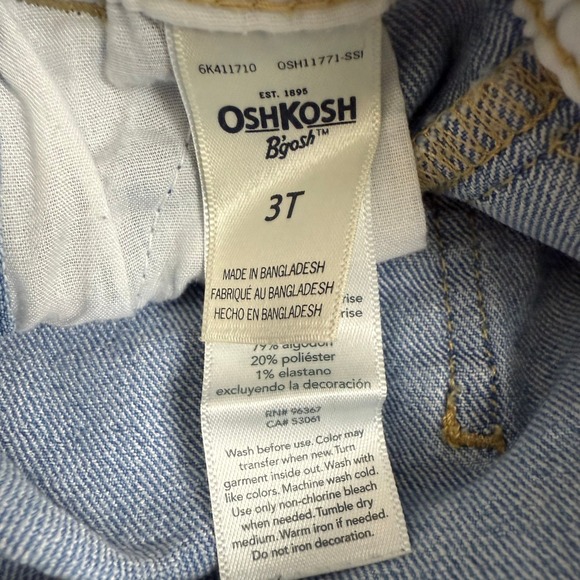 6K411710 OSH11771-SSI
EST. 1895
OSHKOSH
B'gosh™
3T
MADE IN BANGLADESH
FABRIQUÉ AU BANGLADESH
HECHO EN BANGLADESH
79% algodón
20% poliéster
1% elastano
excluyendo la decoración
RN# 96367
CA# 53061
Wash before use. Color may
transfer when new. Turn
garment inside out. Wash with
like colors. Machine wash cold.
Use only non-chlorine bleach
when needed. Tumble dry
medium. Warm iron if needed.
Do not iron decoration.